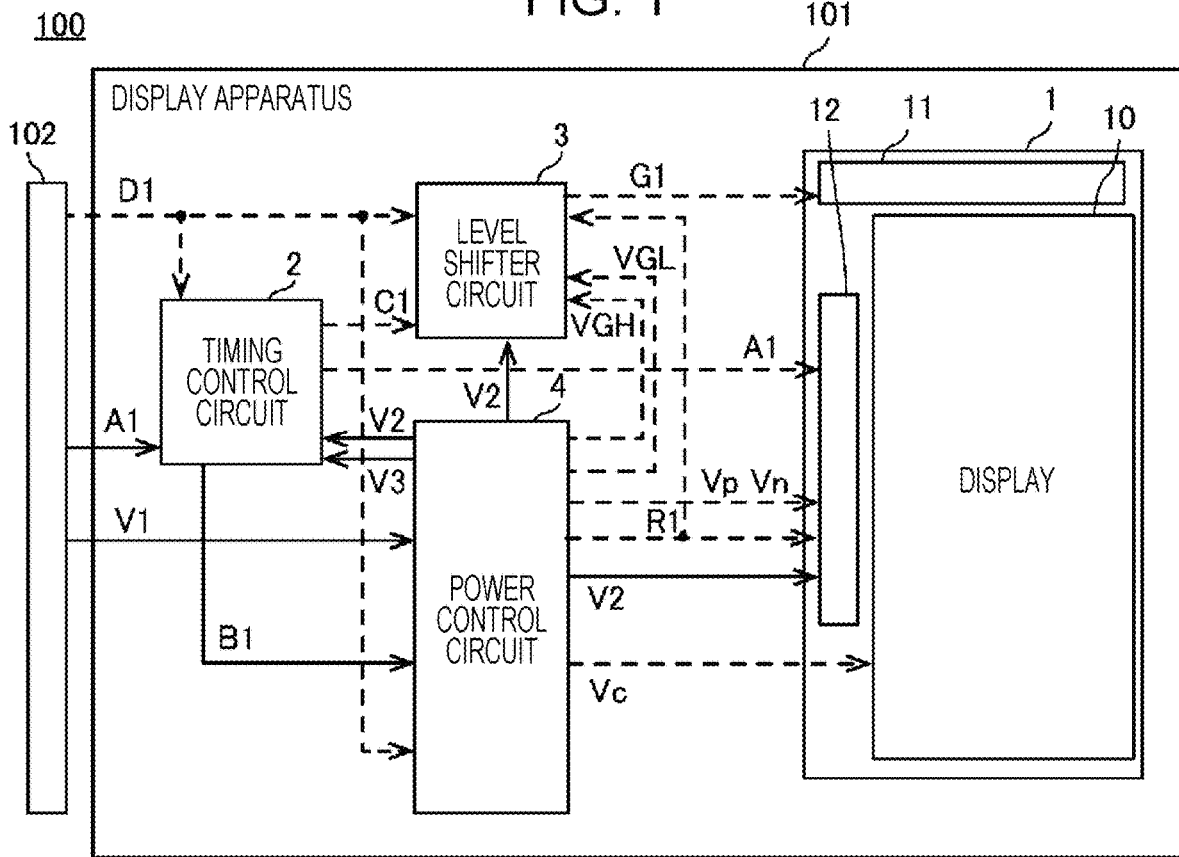 FIG. 1
100
101
DISPLAY APPARATUS
102
12
11
1
10
3
D1
G1
LEVEL
SHIFTER
CIRCUIT
VGL
2
C1
VGH
TIMING
CONTROL
CIRCUIT
A1
V2
4
A1
V2
V3
Vp Vn
DISPLAY
V1
R1
V2
POWER
CONTROL
CIRCUIT
B1
Vc